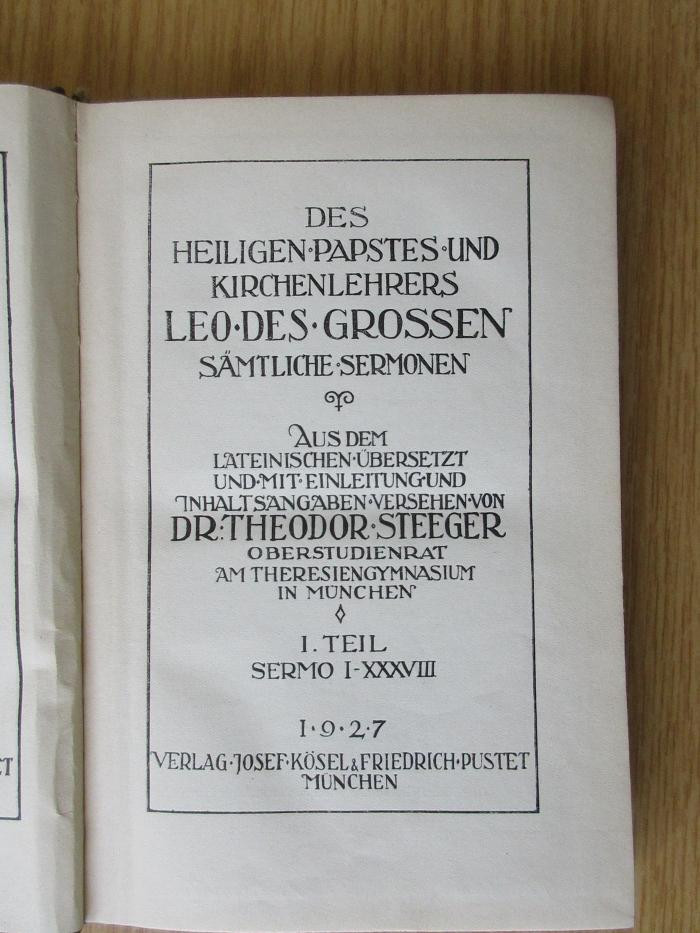 DES
HEILIGEN·PAPSTES·UND
KIRCHENLEHRERS
LEO·DES·GROSSEN
SÄMTLICHE·SERMONEN
AUS DEM
LATEINISCHEN·ÜBERSETZT
UND·MIT·EINLEITUNG·UND
INHALTSANGABEN·VERSEHEN·VON
DR·THEODOR·STEEGER
OBERSTUDIENRAT
AM THERESIENGYMNASIUM
IN MÜNCHEN
I. TEIL
SERMO I-XXXVIII
1·9·2·7
VERLAG·JOSEF·KÖSEL&FRIEDRICH·PUSTET
MÜNCHEN